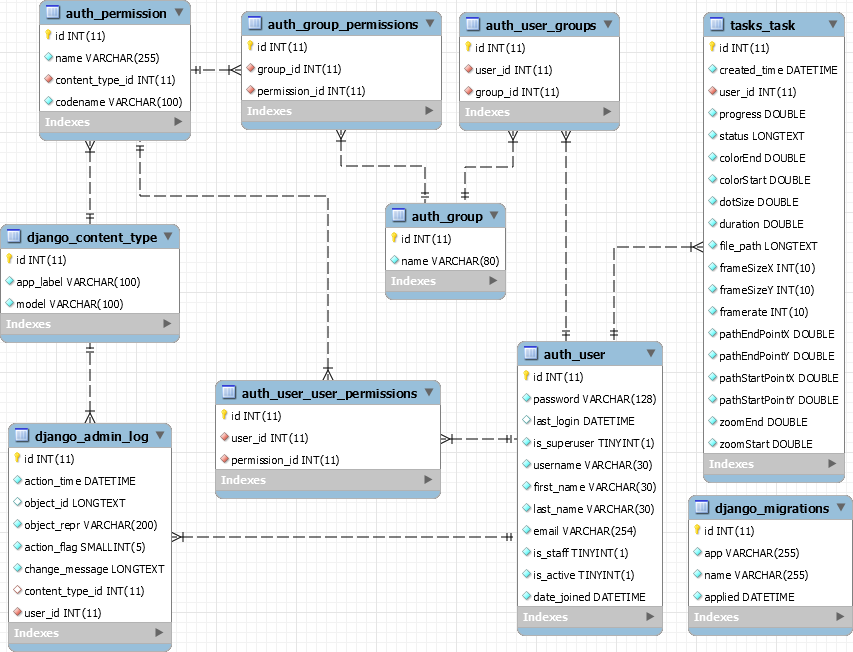 auth_permission
id INT(11)
name VARCHAR(255)
content_type_id INT(11)
codename VARCHAR(100)
Indexes
auth_group_permissions
id INT(11)
group_id INT(11)
permission_id INT(11)
Indexes
auth_user_groups
id INT(11)
user_id INT(11)
group_id INT(11)
Indexes
tasks_task
id INT(11)
created_time DATETIME
user_id INT(11)
progress DOUBLE
status LONGTEXT
colorEnd DOUBLE
colorStart DOUBLE
dotSize DOUBLE
duration DOUBLE
file_path LONGTEXT
frameSizeX INT(10)
frameSizeY INT(10)
framerate INT(10)
pathEndPointX DOUBLE
pathEndPointY DOUBLE
pathStartPointX DOUBLE
pathStartPointY DOUBLE
zoomEnd DOUBLE
zoomStart DOUBLE
Indexes
django_content_type
id INT(11)
app_label VARCHAR(100)
model VARCHAR(100)
Indexes
auth_group
id INT(11)
name VARCHAR(80)
Indexes
auth_user
id INT(11)
password VARCHAR(128)
last_login DATETIME
is_superuser TINYINT(1)
username VARCHAR(30)
first_name VARCHAR(30)
last_name VARCHAR(30)
email VARCHAR(254)
is_staff TINYINT(1)
is_active TINYINT(1)
date_joined DATETIME
Indexes
auth_user_user_permissions
id INT(11)
user_id INT(11)
permission_id INT(11)
Indexes
django_admin_log
id INT(11)
action_time DATETIME
object_id LONGTEXT
object_repr VARCHAR(200)
action_flag SMALLINT(5)
change_message LONGTEXT
content_type_id INT(11)
user_id INT(11)
Indexes
django_migrations
id INT(11)
app VARCHAR(255)
name VARCHAR(255)
applied DATETIME
Indexes